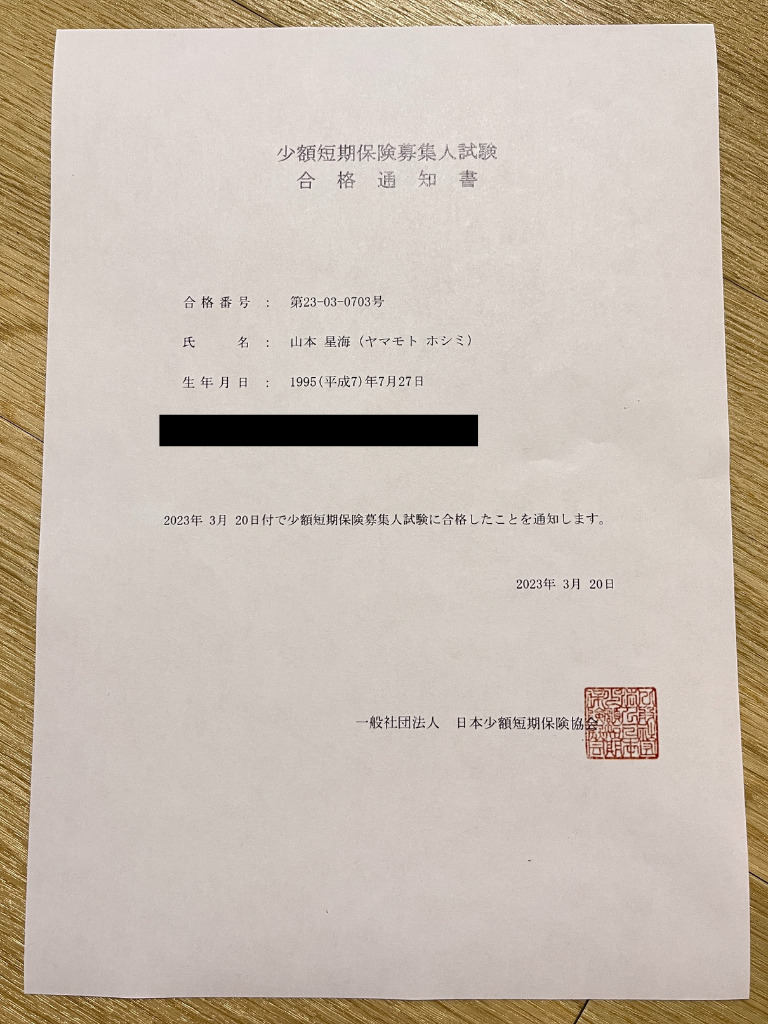 少額短期保険募集人試験
合格通知書
合格番号 : 第23-03-0703号
氏名 : 山本 星海 (ヤマモト ホシミ)
生年月日 : 1995(平成7)年7月27日
2023年 3月 20日付で少額短期保険募集人試験に合格したことを通知します。
2023年 3月 20日
一般社団法人 日本少額短期保険協会